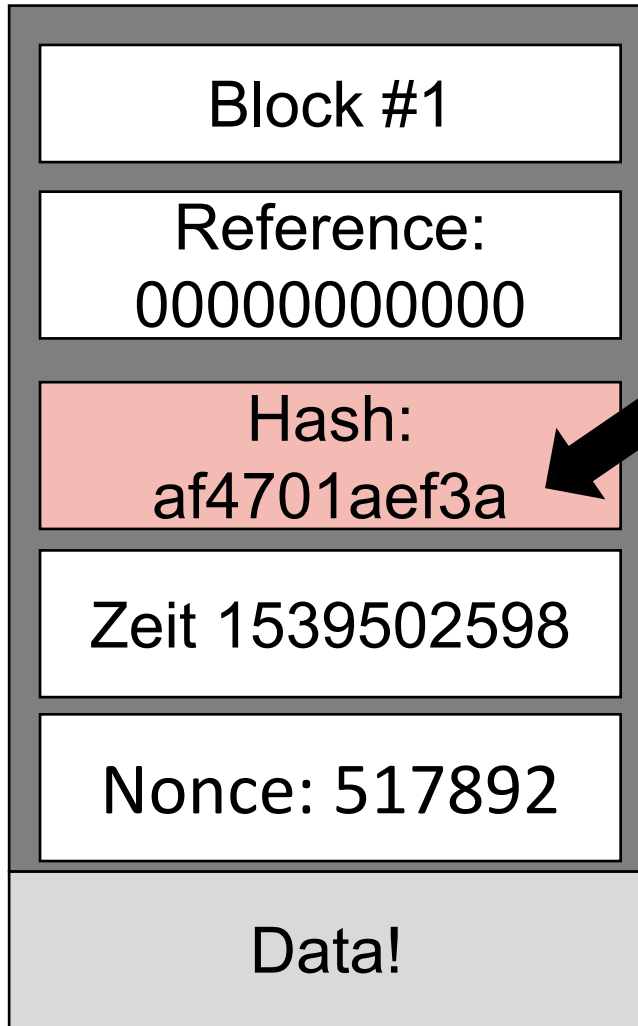 Block #1
Reference:
00000000000
Hash:
af4701aef3a
Zeit 1539502598
Nonce: 517892
Data!